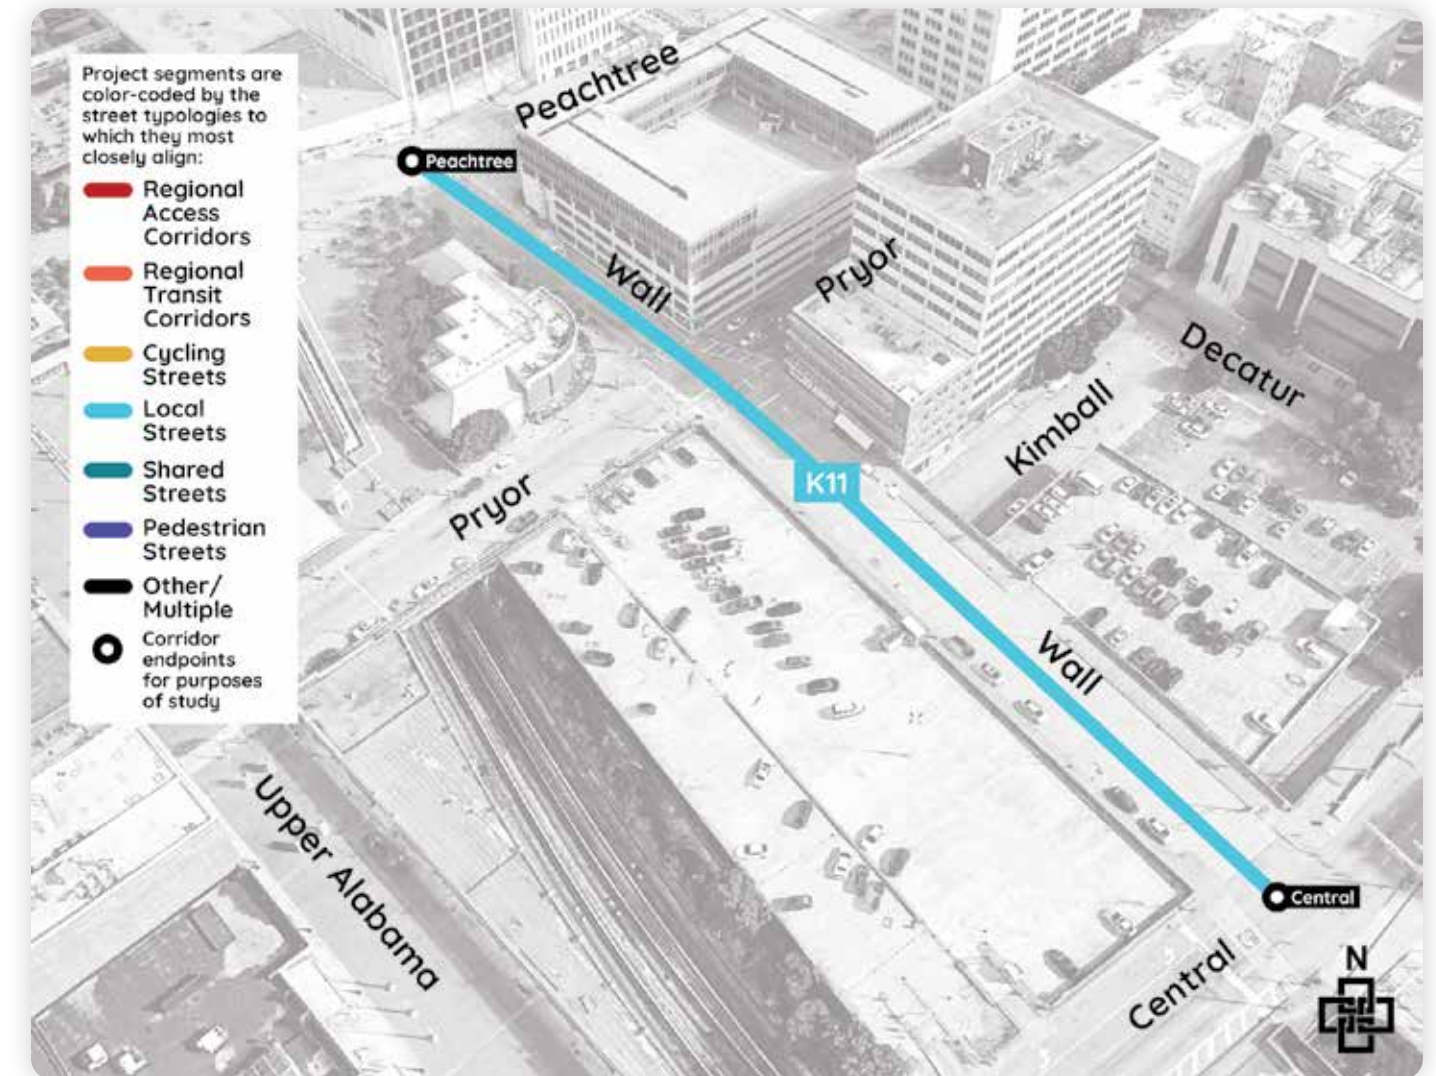 Project segments are
color-coded by the
street typologies to
which they most
closely align:
Regional
Access
Corridors
Regional
Transit
Corridors
Cycling
Streets
Local
Streets
Shared
Streets
Pedestrian
Streets
Other/
Multiple
Corridor
endpoints
for purposes
of study
Peachtree
Peachtree
Wall
Pryor
Decatur
Kimball
K11
Pryor
Wall
Upper Alabama
Central
Central
N